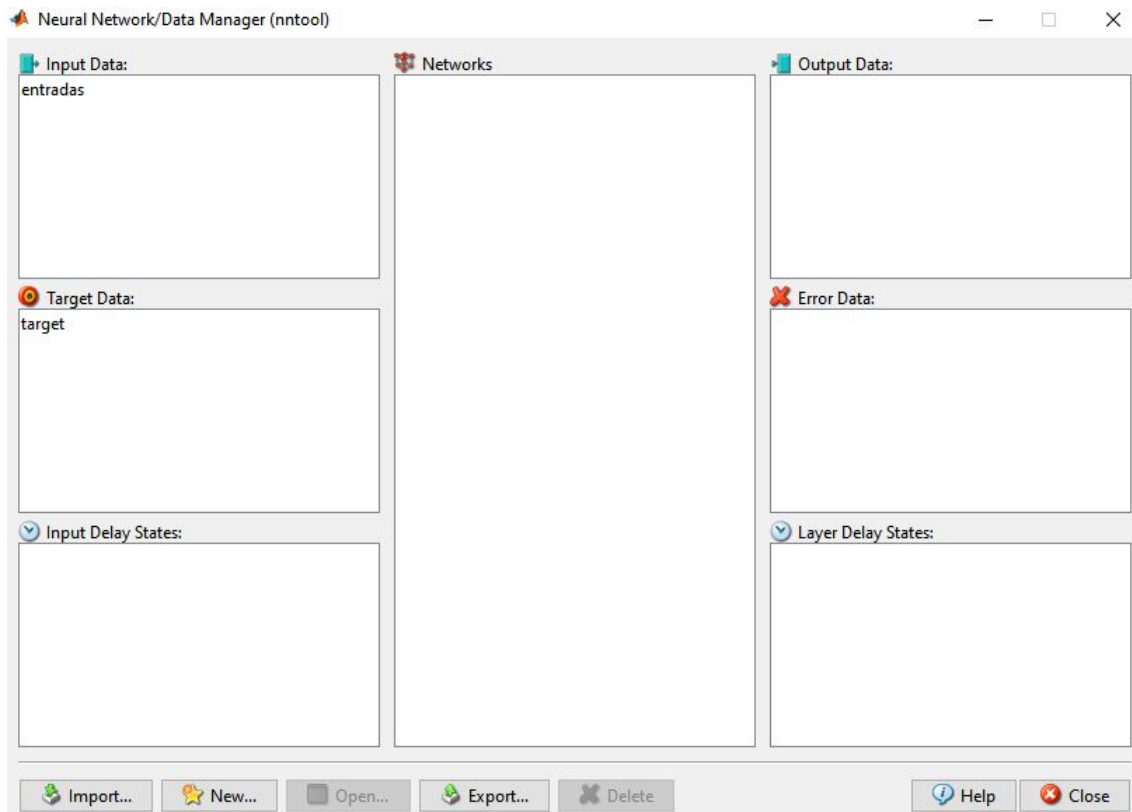 Neural Network/Data Manager (nntool)
Input Data:
entradas
Networks
Output Data:
Target Data:
target
Error Data:
Input Delay States:
Layer Delay States:
Import...
New...
Open...
Export...
Delete
Help
Close